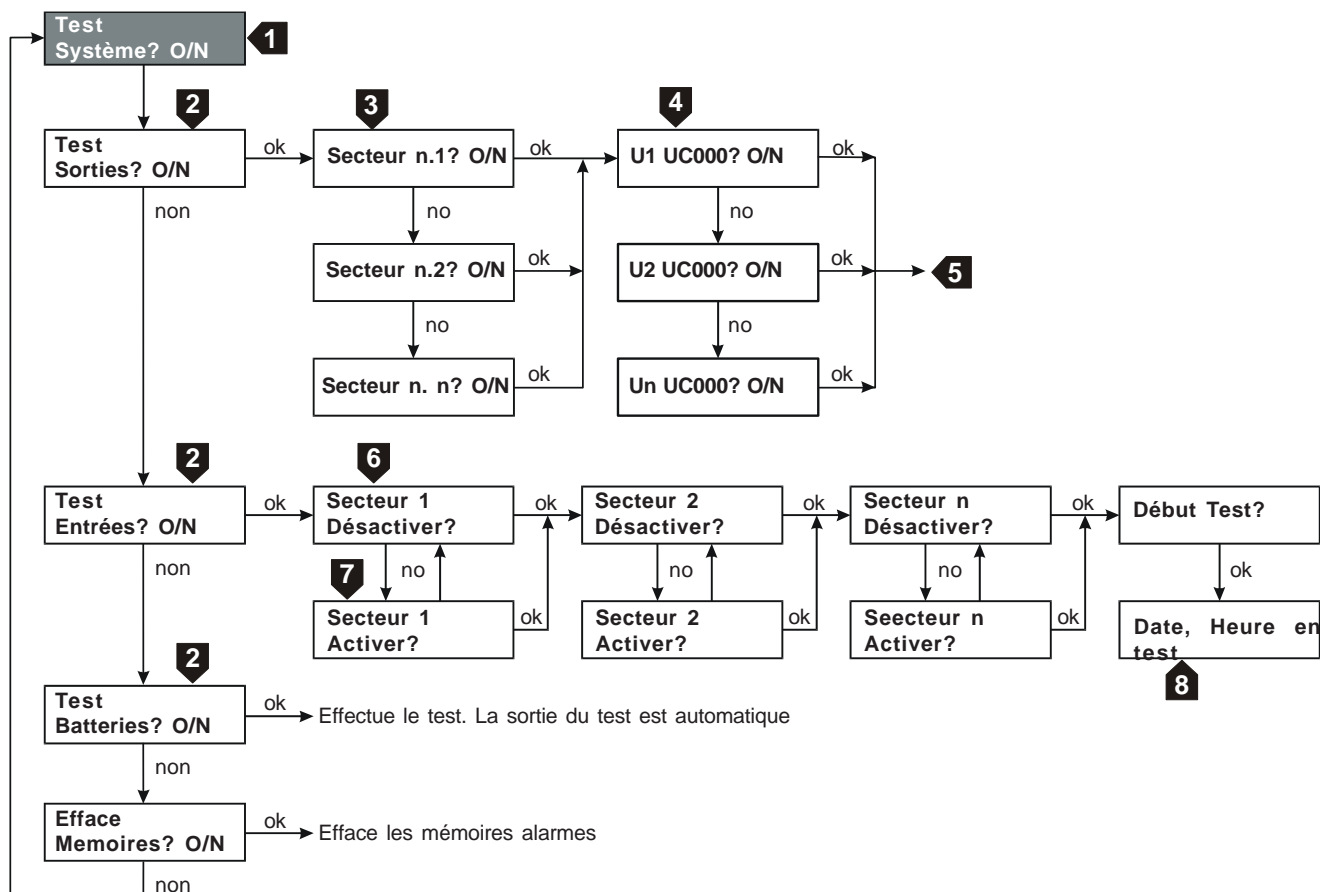 Test
Système? O/N
1
2
3
4
Test
Sorties? O/N
ok
Secteur n.1? O/N
ok
U1 UC000? O/N
ok
non
no
no
Secteur n.2? O/N
ok
U2 UC000? O/N
ok
5
no
no
Secteur n. n? O/N
ok
Un UC000? O/N
ok
2
6
Test
Entrées? O/N
ok
Secteur 1
Désactiver?
ok
Secteur 2
Désactiver?
ok
Secteur n
Désactiver?
ok
Début Test?
non
7
no
no
no
ok
Secteur 1
Activer?
ok
Secteur 2
Activer?
ok
Seecteur n
Activer?
ok
Date, Heure en
test
8
2
Test
Batteries? O/N
ok
Effectue le test. La sortie du test est automatique
non
Efface
Memoires? O/N
ok
Efface les mémoires alarmes
non